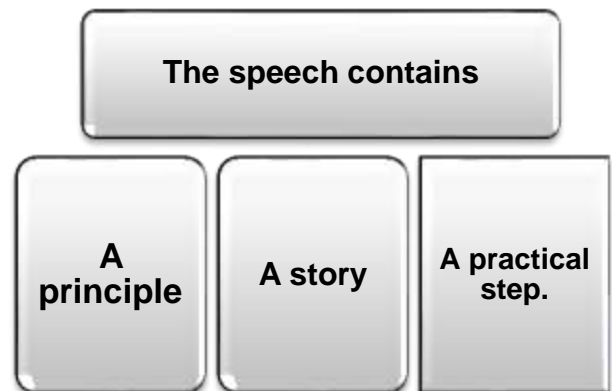 The speech contains
A
principle
A story
A practical
step.